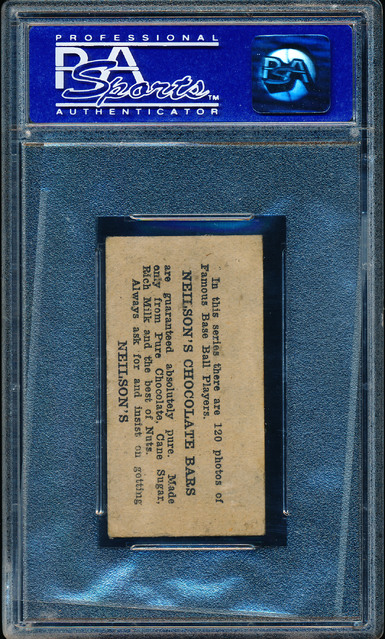 PROFESSIONAL
PSA
Sports™
AUTHENTICATOR
PSA
In this series there are 120 photos of
Famous Base Ball Players.
NEILSON'S CHOCOLATE BARS
are guaranteed absolutely pure. Made
only from Pure Chocolate, Cane Sugar,
Rich Milk and the best of Nuts.
Always ask for and insist on getting
NEILSON'S